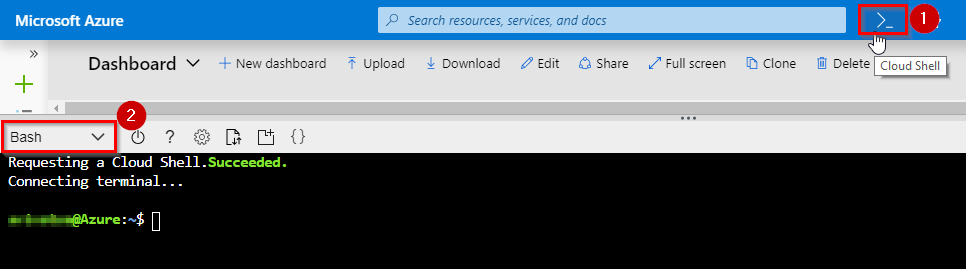 Microsoft Azure
Search resources, services, and docs
>_
1
»
Dashboard
New dashboard
Upload
Download
Edit
Share
Full screen
Clone
Delete
Cloud Shell
2
Bash
?
{}
Requesting a Cloud Shell.Succeeded.
Connecting terminal...
@Azure:~$